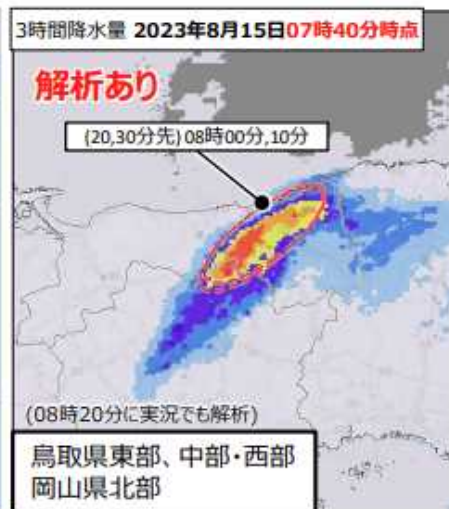 3時間降水量 2023年8月15日07時40分時点
解析あり
(20,30分先) 08時00分,10分
(08時20分に実況でも解析)
鳥取県東部、中部・西部
岡山県北部